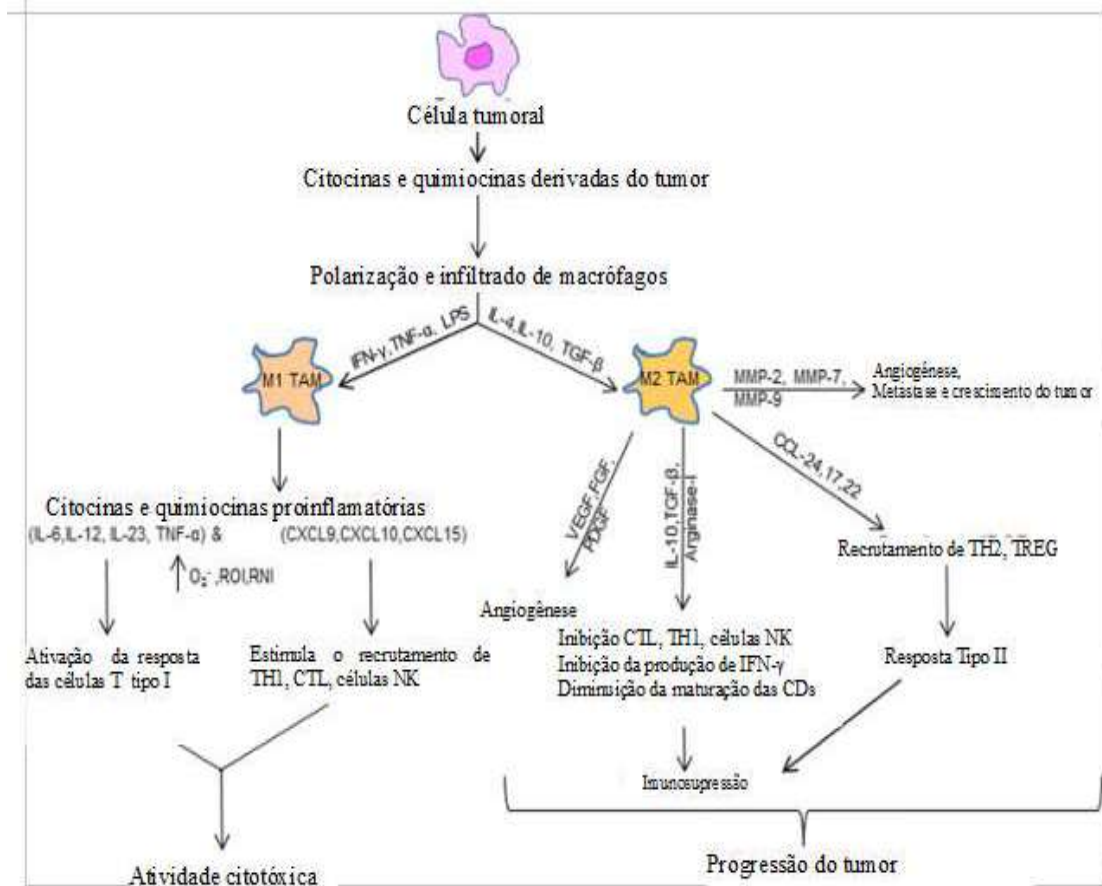 Célula tumoral
Citocinas e quimiocinas derivadas do tumor
Polarização e infiltrado de macrófagos
IFN-γ,TNF-α, LPS
IL-4,IL-10, TGF-β
M1 TAM
M2 TAM
MMP-2, MMP-7,
MMP-9
Angiogênese,
Metastase e crescimento do tumor
Citocinas e quimiocinas proinflamatórias
(IL-6,IL-12, IL-23, TNF-α) & (CXCL9,CXCL10,CXCL15)
O₂⁻,ROI,RNI
Ativação da resposta
das células T tipo I
Estimula o recrutamento de
TH1, CTL, células NK
Atividade citotóxica
VEGF,FGF,
PDGF
Angiogênese
IL-10,TGF-β,
Arginase-I
Inibição CTL, TH1, células NK
Inibição da produção de IFN-γ
Diminuição da maturação das CDs
Imunosupressão
CCL-24,17,22
Recrutamento de TH2, TREG
Resposta Tipo II
Progressão do tumor